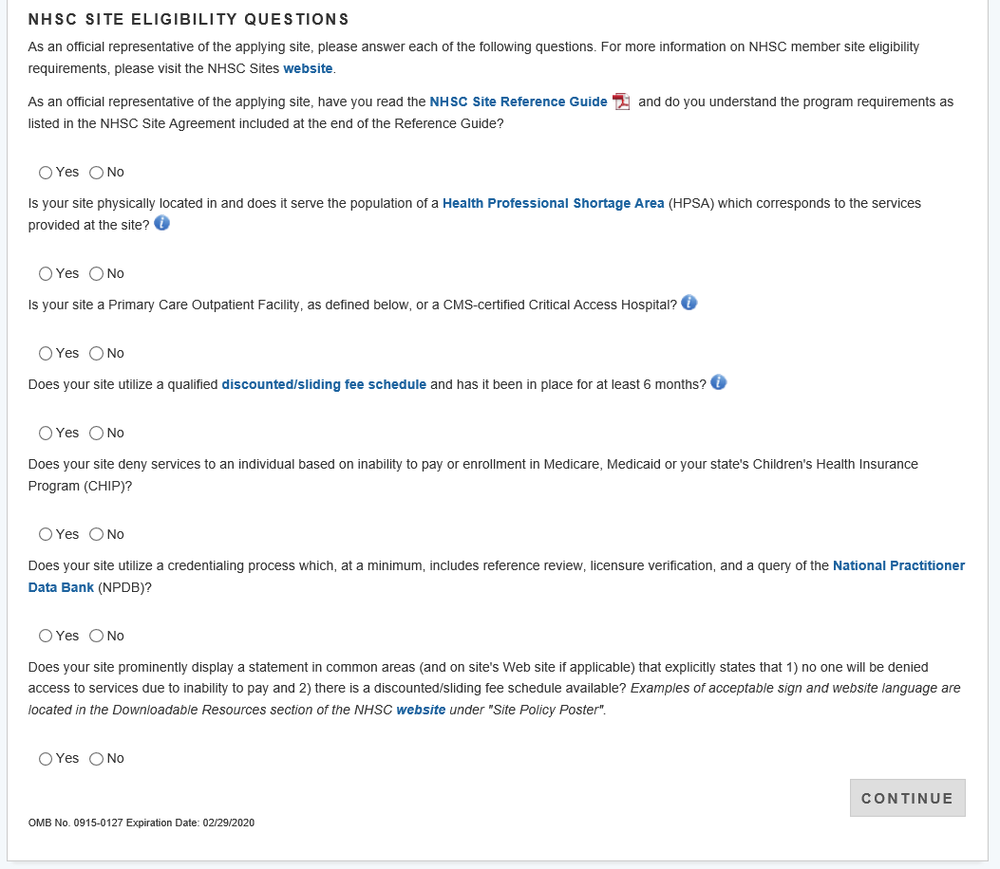 NHSC SITE ELIGIBILITY QUESTIONS
As an official representative of the applying site, please answer each of the following questions. For more information on NHSC member site eligibility
requirements, please visit the NHSC Sites website.
As an official representative of the applying site, have you read the NHSC Site Reference Guide and do you understand the program requirements as
listed in the NHSC Site Agreement included at the end of the Reference Guide?
Yes No
Is your site physically located in and does it serve the population of a Health Professional Shortage Area (HPSA) which corresponds to the services
provided at the site? i
Yes No
Is your site a Primary Care Outpatient Facility, as defined below, or a CMS-certified Critical Access Hospital? i
Yes No
Does your site utilize a qualified discounted/sliding fee schedule and has it been in place for at least 6 months? i
Yes No
Does your site deny services to an individual based on inability to pay or enrollment in Medicare, Medicaid or your state's Children's Health Insurance
Program (CHIP)?
Yes No
Does your site utilize a credentialing process which, at a minimum, includes reference review, licensure verification, and a query of the National Practitioner
Data Bank (NPDB)?
Yes No
Does your site prominently display a statement in common areas (and on site's Web site if applicable) that explicitly states that 1) no one will be denied
access to services due to inability to pay and 2) there is a discounted/sliding fee schedule available? Examples of acceptable sign and website language are
located in the Downloadable Resources section of the NHSC website under "Site Policy Poster".
Yes No
CONTINUE
OMB No. 0915-0127 Expiration Date: 02/29/2020